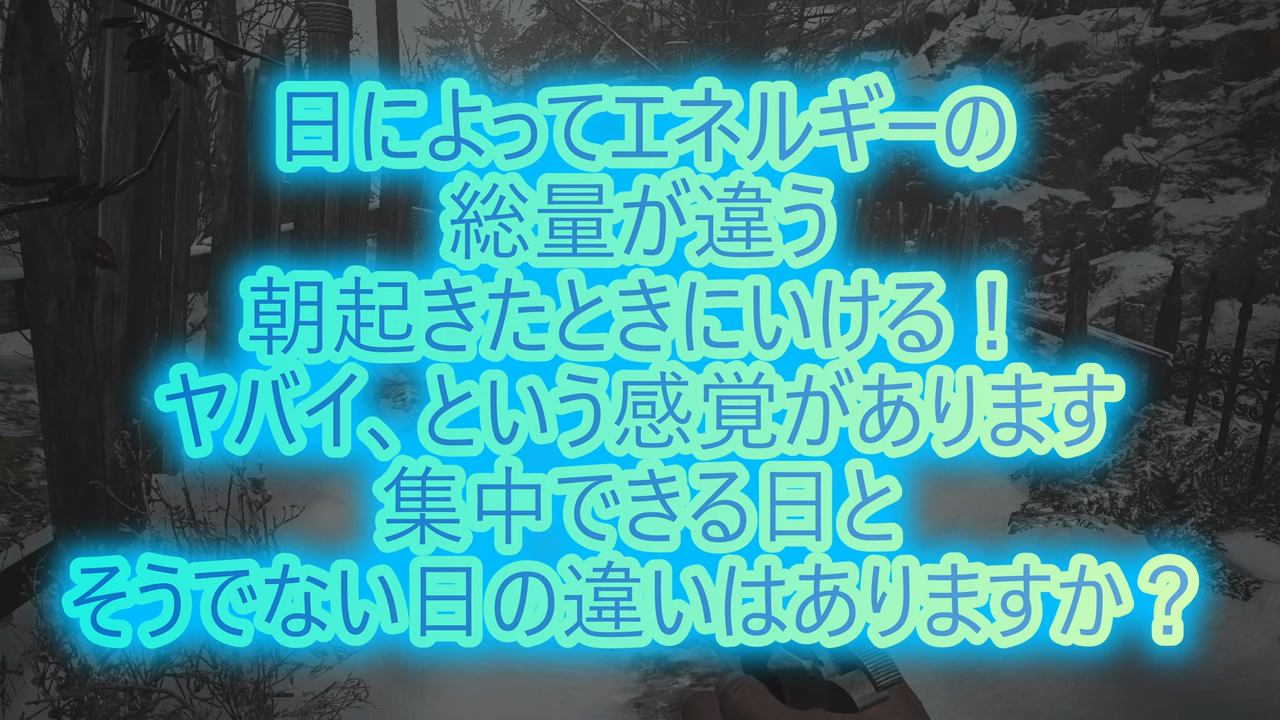 日によってエネルギーの
総量が違う
朝起きたときにいける！
ヤバイ、という感覚があります
集中できる日と
そうでない日の違いはありますか？